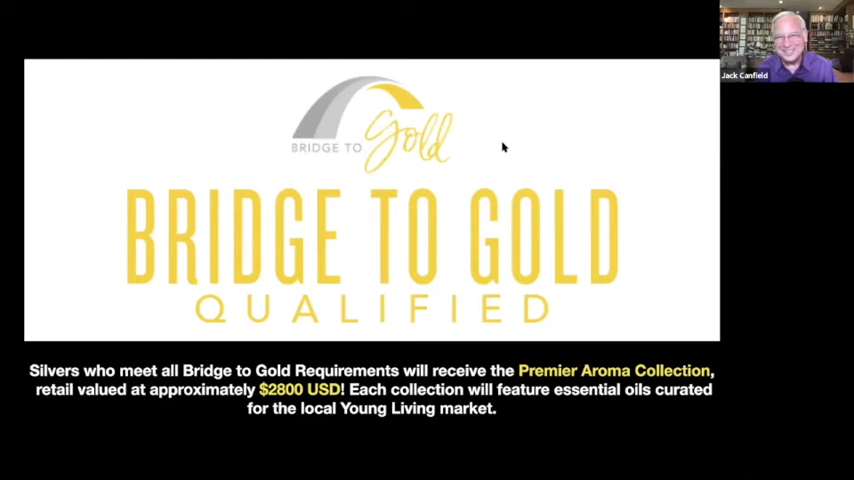 Jack Canfield
BRIDGE TO gold
BRIDGE TO GOLD
QUALIFIED
Silvers who meet all Bridge to Gold Requirements will receive the Premier Aroma Collection,
retail valued at approximately $2800 USD! Each collection will feature essential oils curated
for the local Young Living market.